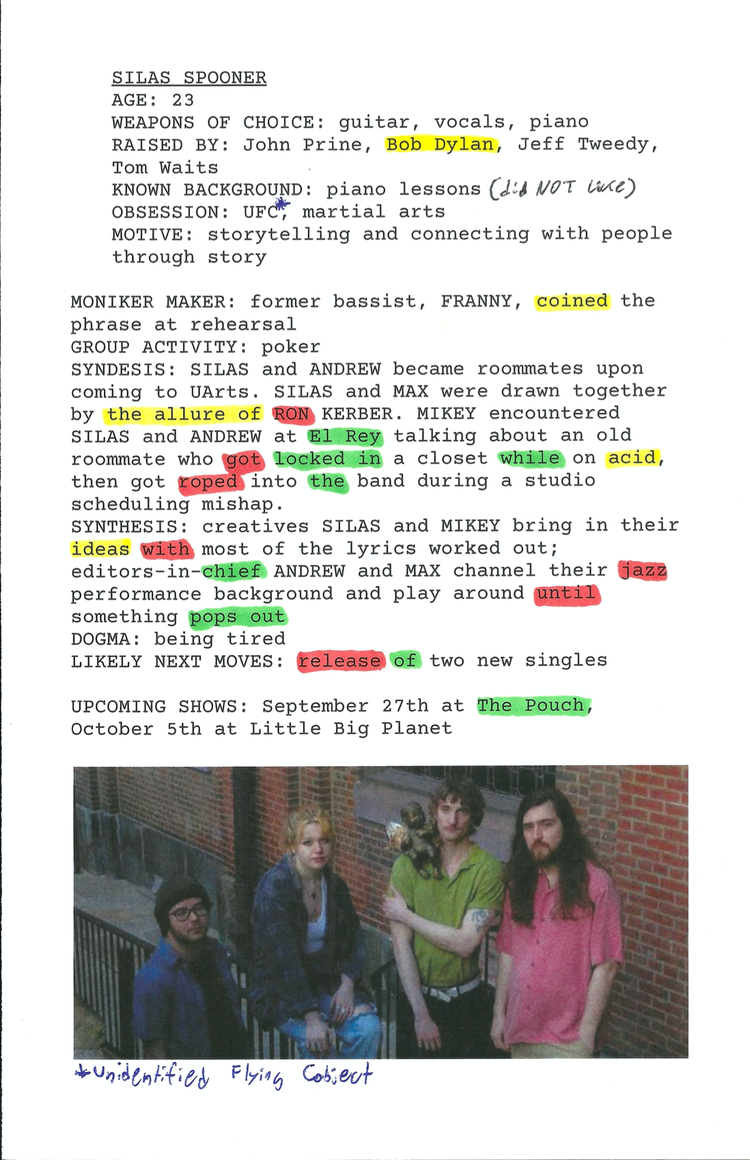 SILAS SPOONER
AGE: 23
WEAPONS OF CHOICE: guitar, vocals, piano
RAISED BY: John Prine, Bob Dylan, Jeff Tweedy,
Tom Waits
KNOWN BACKGROUND: piano lessons (did NOT like)
OBSESSION: UFC*, martial arts
MOTIVE: storytelling and connecting with people
through story
MONIKER MAKER: former bassist, FRANNY, coined the
phrase at rehearsal
GROUP ACTIVITY: poker
SYNDESIS: SILAS and ANDREW became roommates upon
coming to UArts. SILAS and MAX were drawn together
by the allure of RON KERBER. MIKEY encountered
SILAS and ANDREW at El Rey talking about an old
roommate who got locked in a closet while on acid,
then got roped into the band during a studio
scheduling mishap.
SYNTHESIS: creatives SILAS and MIKEY bring in their
ideas with most of the lyrics worked out;
editors-in-chief ANDREW and MAX channel their jazz
performance background and play around until
something pops out
DOGMA: being tired
LIKELY NEXT MOVES: release of two new singles
UPCOMING SHOWS: September 27th at The Pouch,
October 5th at Little Big Planet
*Unidentified Flying Cobject